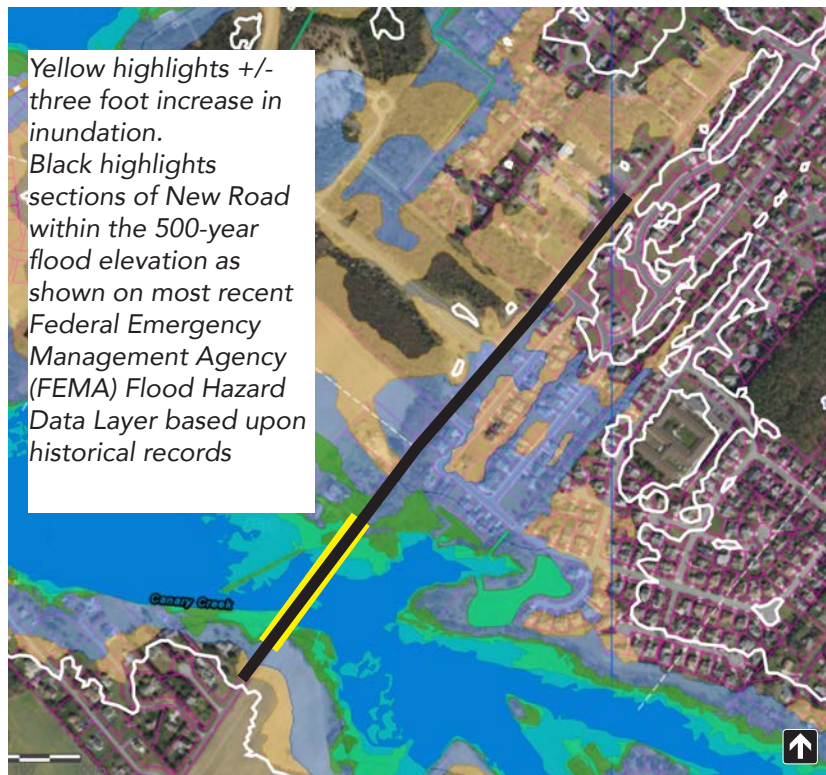 Yellow highlights +/-
three foot increase in
inundation.
Black highlights
sections of New Road
within the 500-year
flood elevation as
shown on most recent
Federal Emergency
Management Agency
(FEMA) Flood Hazard
Data Layer based upon
historical records
Canary Creek